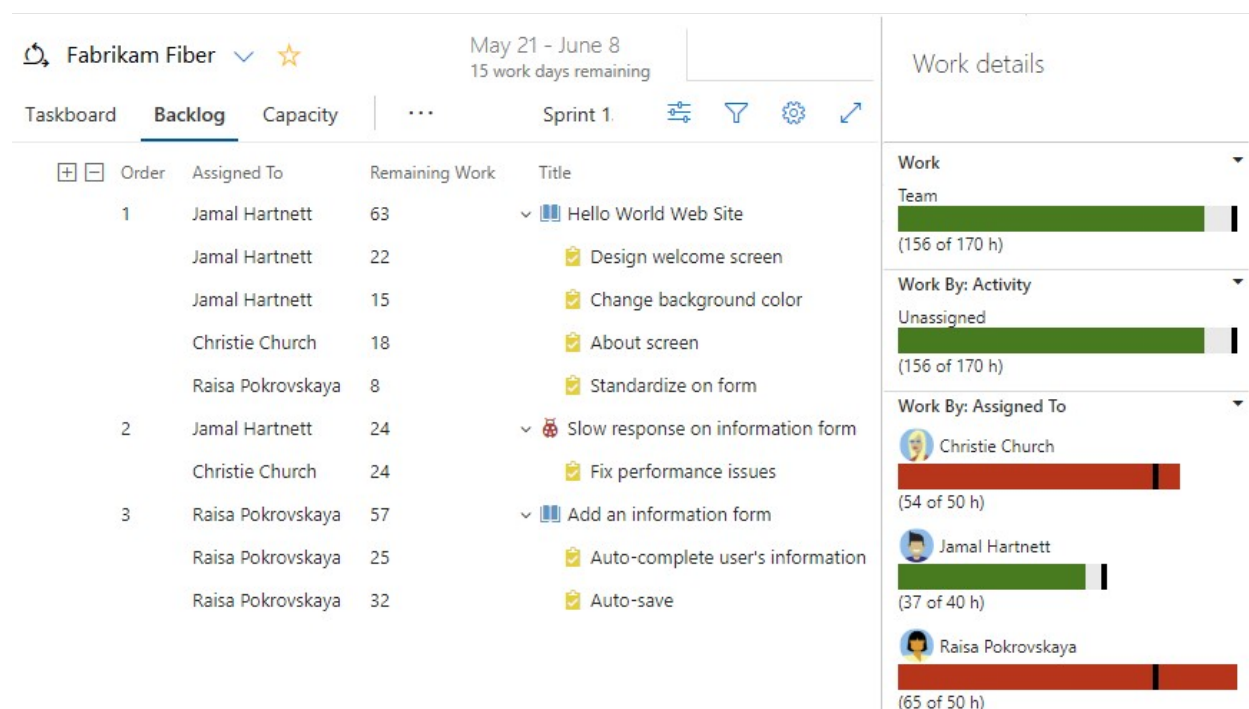 Fabrikam Fiber
May 21 - June 8
15 work days remaining
Taskboard Backlog Capacity ... Sprint 1
Order Assigned To Remaining Work Title
1 Jamal Hartnett 63 Hello World Web Site
Jamal Hartnett 22 Design welcome screen
Jamal Hartnett 15 Change background color
Christie Church 18 About screen
Raisa Pokrovskaya 8 Standardize on form
2 Jamal Hartnett 24 Slow response on information form
Christie Church 24 Fix performance issues
3 Raisa Pokrovskaya 57 Add an information form
Raisa Pokrovskaya 25 Auto-complete user's information
Raisa Pokrovskaya 32 Auto-save
Work details
Work
Team
(156 of 170 h)
Work By: Activity
Unassigned
(156 of 170 h)
Work By: Assigned To
Christie Church
(54 of 50 h)
Jamal Hartnett
(37 of 40 h)
Raisa Pokrovskaya
(65 of 50 h)